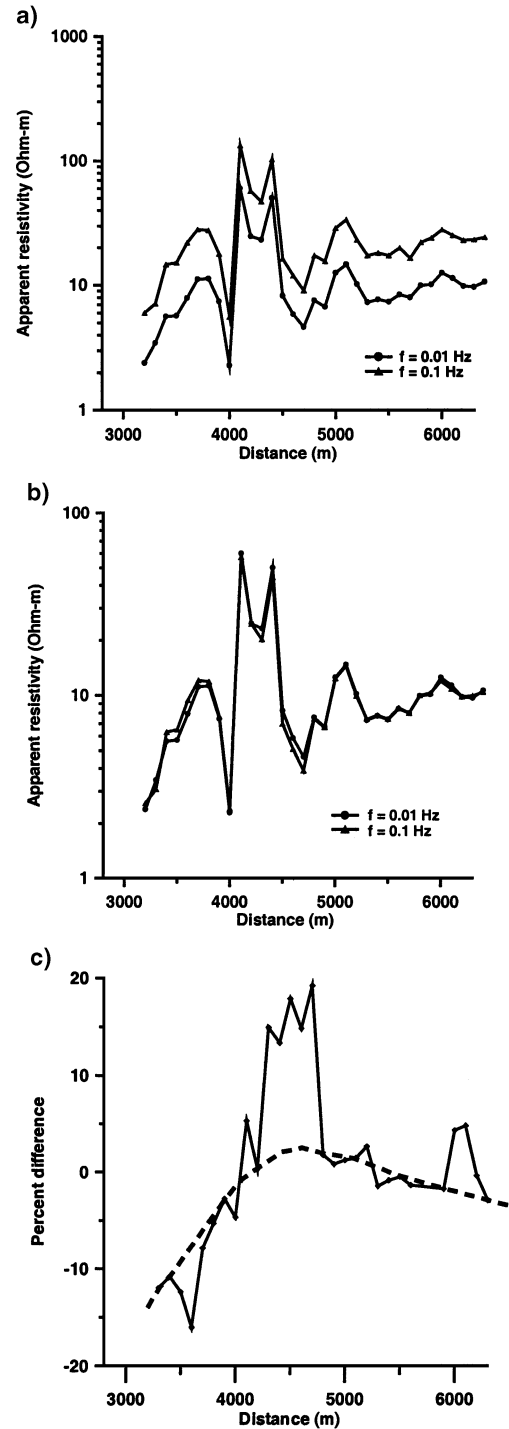 a)
1000
100
10
1
Apparent resistivity (Ohm-m)
f = 0.01 Hz
f = 0.1 Hz
3000 4000 5000 6000
Distance (m)
b)
100
10
1
Apparent resistivity (Ohm-m)
f = 0.01 Hz
f = 0.1 Hz
3000 4000 5000 6000
Distance (m)
c)
20
10
0
-10
-20
Percent difference
3000 4000 5000 6000
Distance (m)